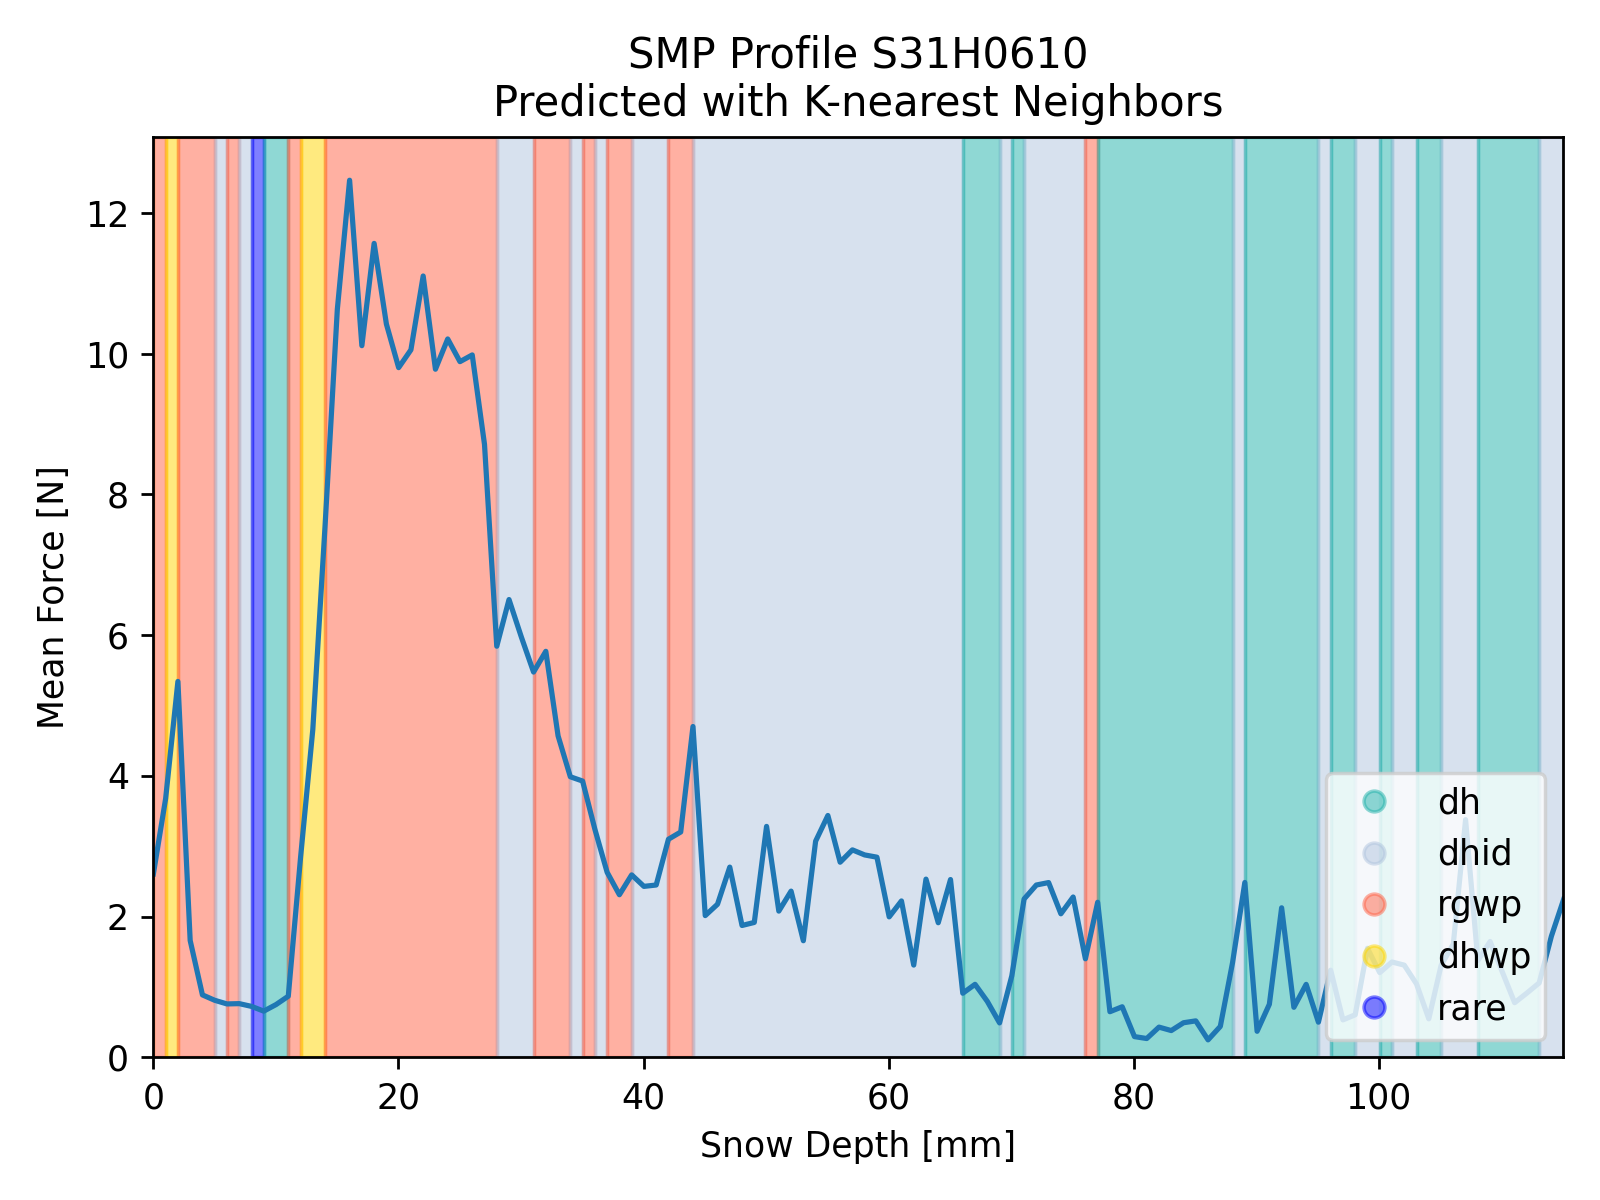 SMP Profile S31H0610
Predicted with K-nearest Neighbors
Mean Force [N]
12
10
8
6
4
2
0
0 20 40 60 80 100
Snow Depth [mm]
dh
dhid
rgwp
dhwp
rare